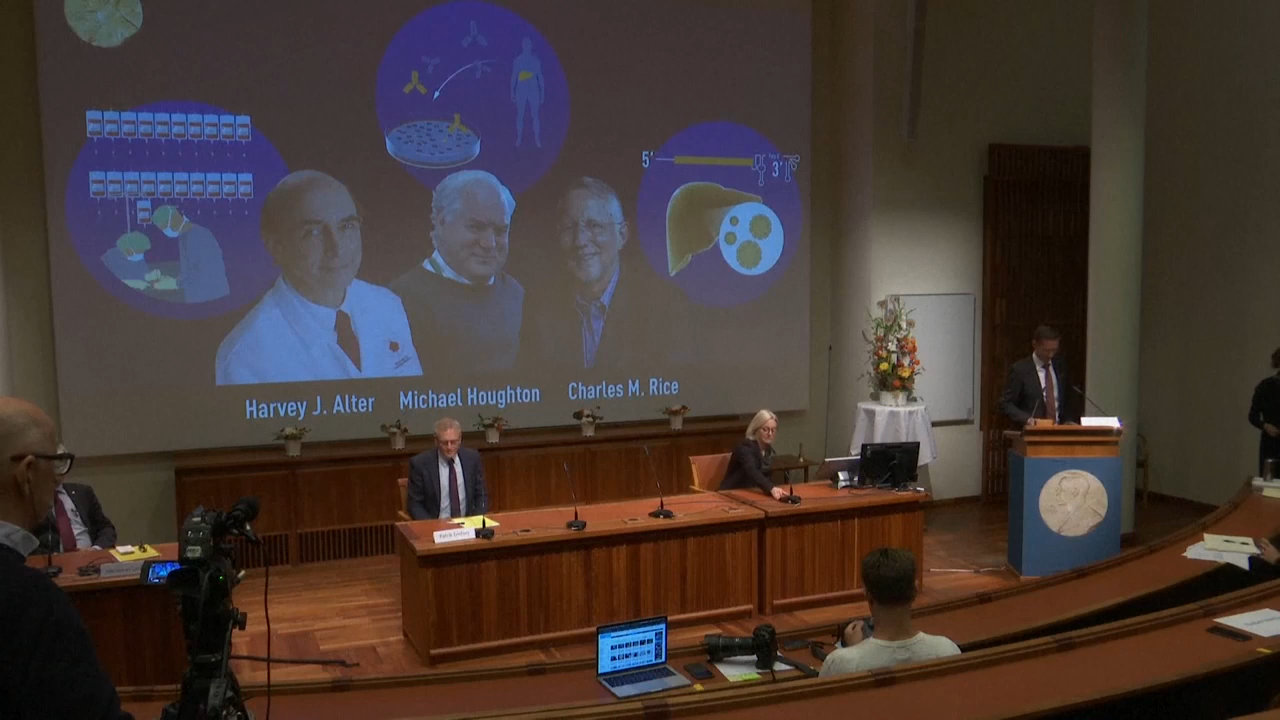 5′
3′
Harvey J. Alter
Michael Houghton
Charles M. Rice